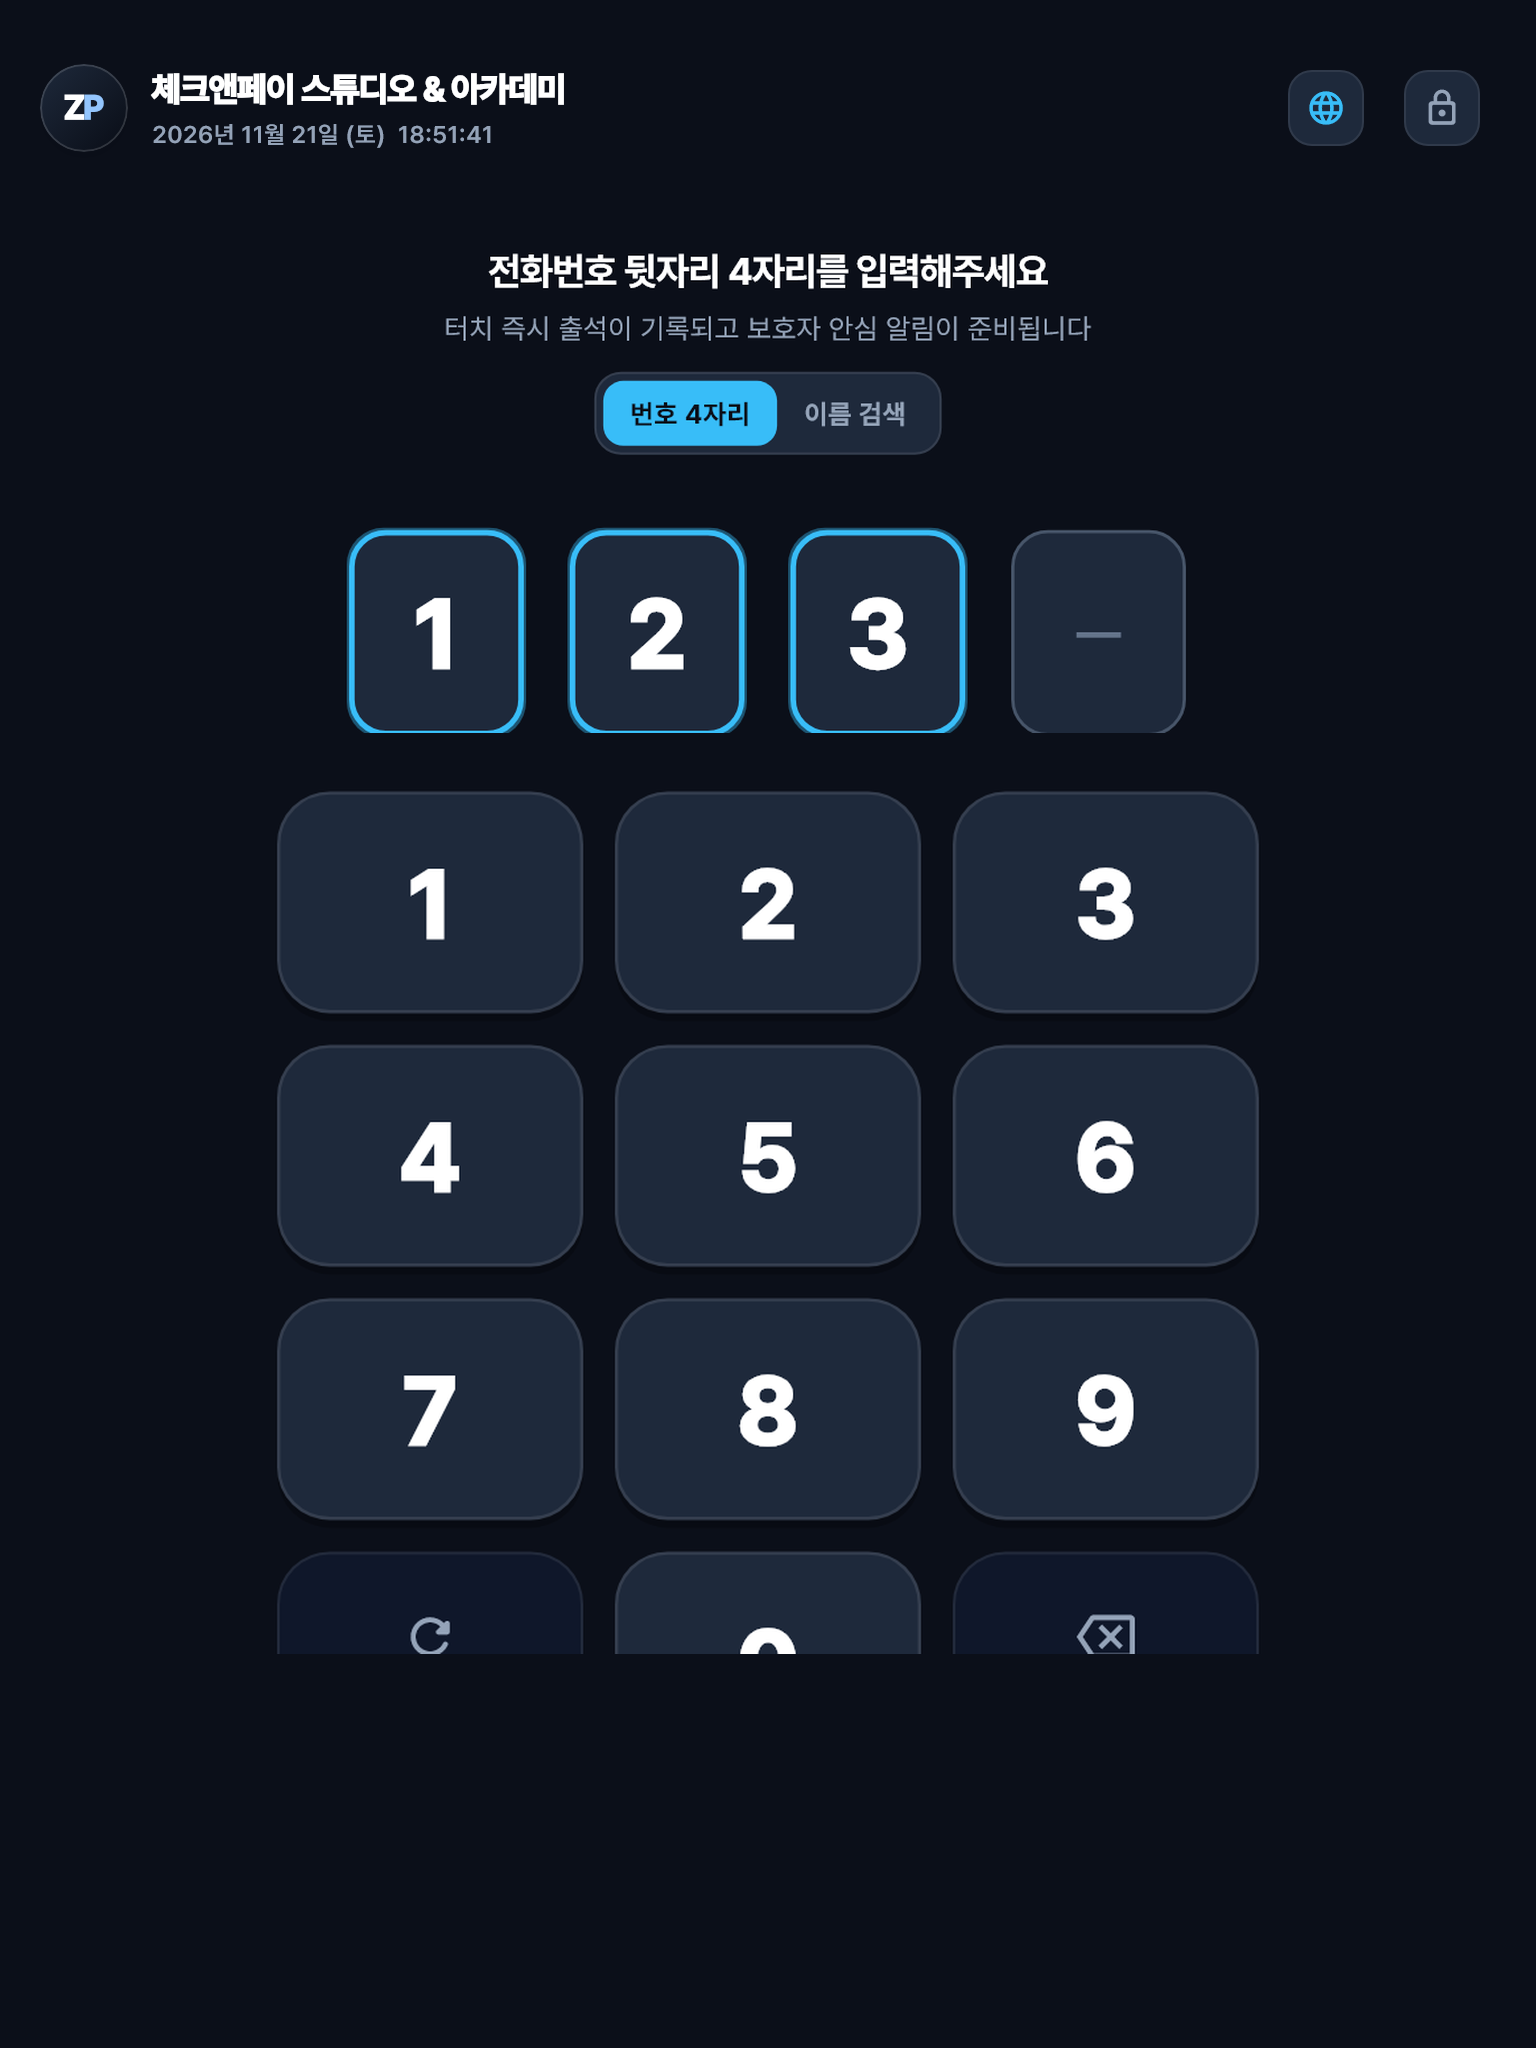 ZP
체크앤페이 스튜디오 & 아카데미
2026년 11월 21일 (토) 18:51:41
전화번호 뒷자리 4자리를 입력해주세요
터치 즉시 출석이 기록되고 보호자 안심 알림이 준비됩니다
번호 4자리 이름 검색
1 2 3 —
1 2 3
4 5 6
7 8 9
0